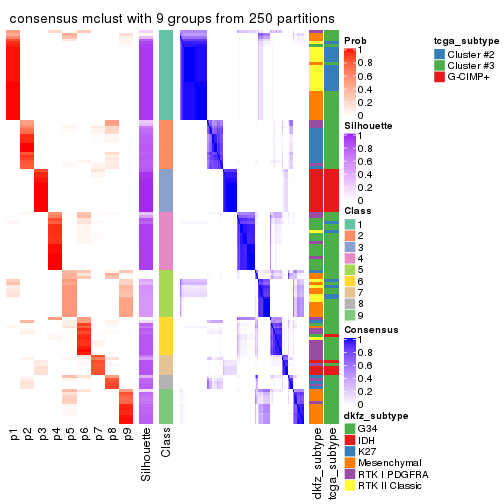 consensus mclust with 9 groups from 250 partitions
Prob
1
0.8
0.6
0.4
0.2
0
Silhouette
1
0.8
0.6
0.4
0.2
0
Class
1
2
3
4
5
6
7
8
9
Consensus
1
0.8
0.6
0.4
0.2
0
dkfz_subtype
G34
IDH
K27
Mesenchymal
RTK I PDGFRA
RTK II Classic
tcga_subtype
Cluster #2
Cluster #3
G-CIMP+
p1
p2
p3
p4
p5
p6
p7
p8
p9
Silhouette
Class
dkfz_subtype
tcga_subtype